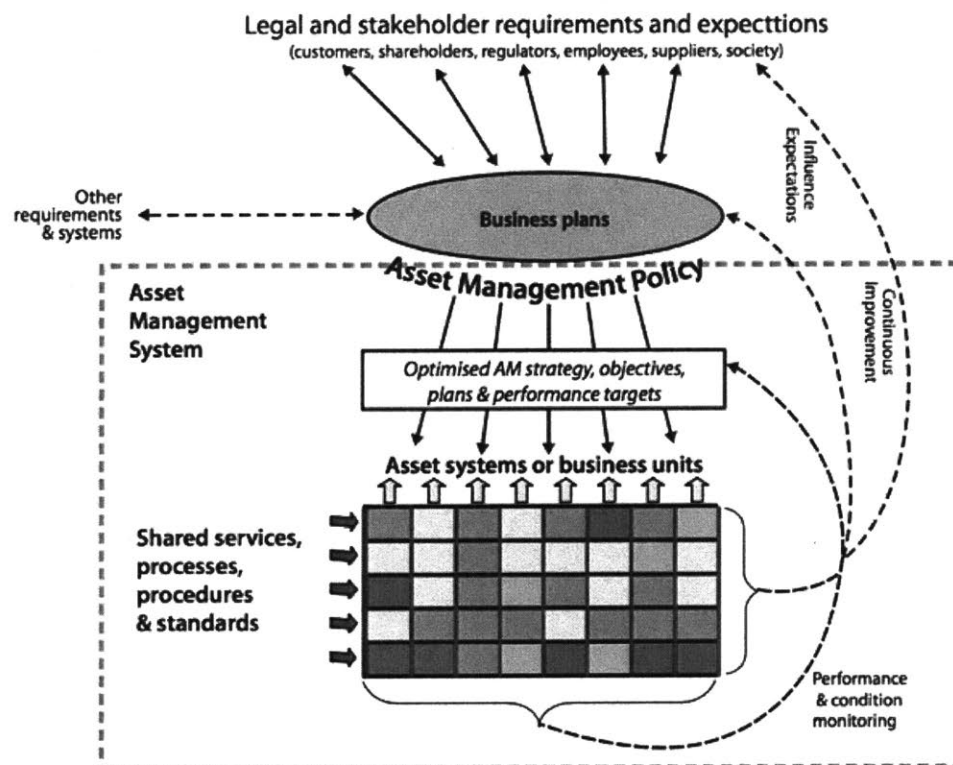 Legal and stakeholder requirements and expecttions
(customers, shareholders, regulators, employees, suppliers, society)
Influence
Expectations
Other
requirements
& systems
Business plans
Asset Management Policy
Asset
Management
System
Continuous
Improvement
Optimised AM strategy, objectives,
plans & performance targets
Asset systems or business units
Shared services,
processes,
procedures
& standards
Performance
& condition
monitoring